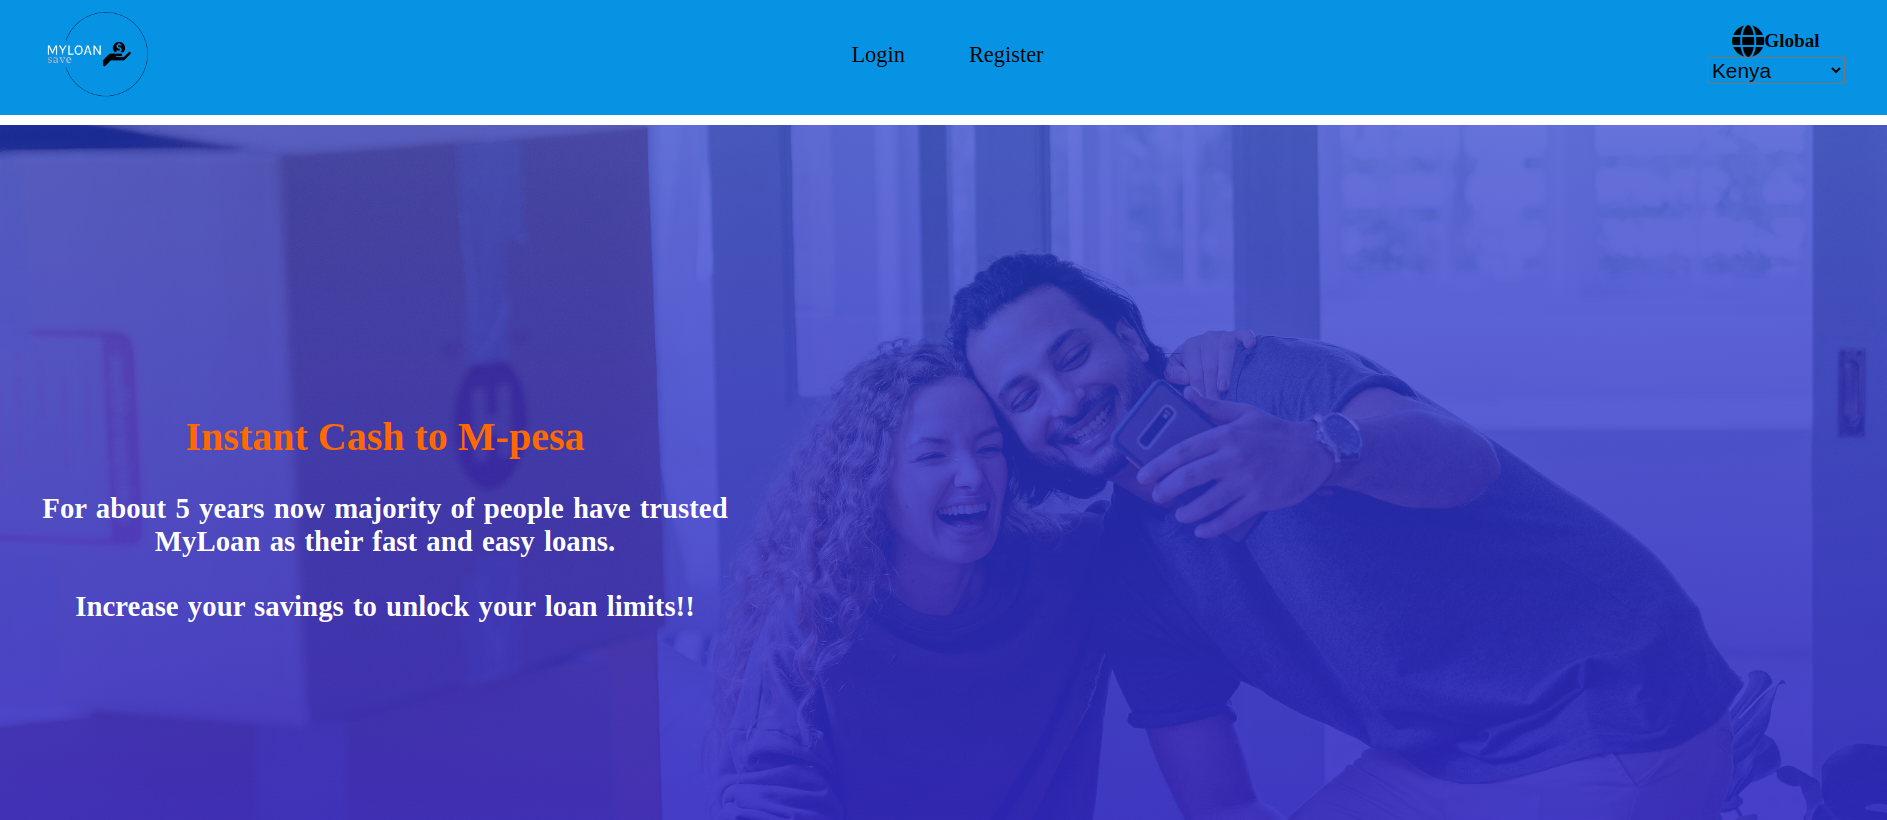 MYLOAN
save
Login
Register
Global
Kenya
Instant Cash to M-pesa
For about 5 years now majority of people have trusted
MyLoan as their fast and easy loans.
Increase your savings to unlock your loan limits!!